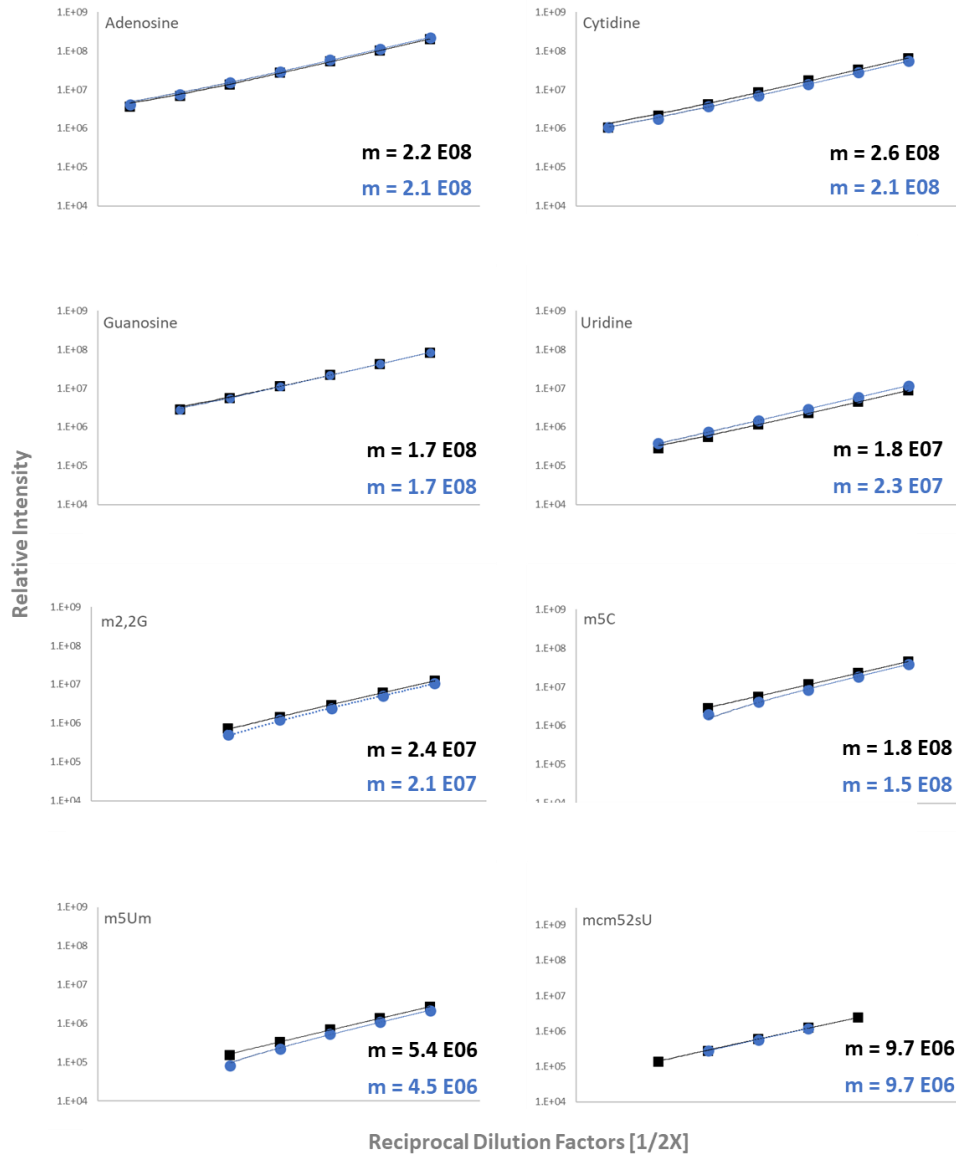 Adenosine
1.E+09
1.E+08
1.E+07
1.E+06
1.E+05
1.E+04
m = 2.2 E08
m = 2.1 E08
Cytidine
1.E+09
1.E+08
1.E+07
1.E+06
1.E+05
1.E+04
m = 2.6 E08
m = 2.1 E08
Guanosine
1.E+09
1.E+08
1.E+07
1.E+06
1.E+05
1.E+04
m = 1.7 E08
m = 1.7 E08
Uridine
1.E+09
1.E+08
1.E+07
1.E+06
1.E+05
1.E+04
m = 1.8 E07
m = 2.3 E07
Relative Intensity
m2,2G
1.E+09
1.E+08
1.E+07
1.E+06
1.E+05
1.E+04
m = 2.4 E07
m = 2.1 E07
m5C
1.E+09
1.E+08
1.E+07
1.E+06
1.E+05
1.E+04
m = 1.8 E08
m = 1.5 E08
m5Um
1.E+09
1.E+08
1.E+07
1.E+06
1.E+05
1.E+04
m = 5.4 E06
m = 4.5 E06
mcm52sU
1.E+09
1.E+08
1.E+07
1.E+06
1.E+05
1.E+04
m = 9.7 E06
m = 9.7 E06
Reciprocal Dilution Factors [1/2X]